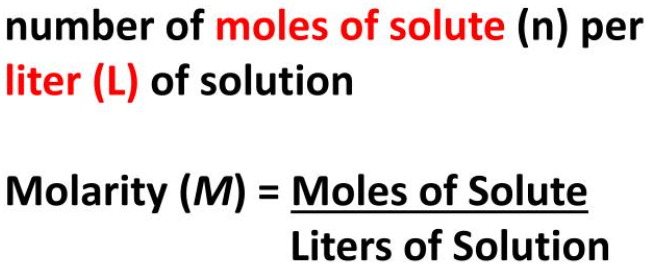 number of moles of solute (n) per
liter (L) of solution
Molarity (M) = Moles of Solute
Liters of Solution